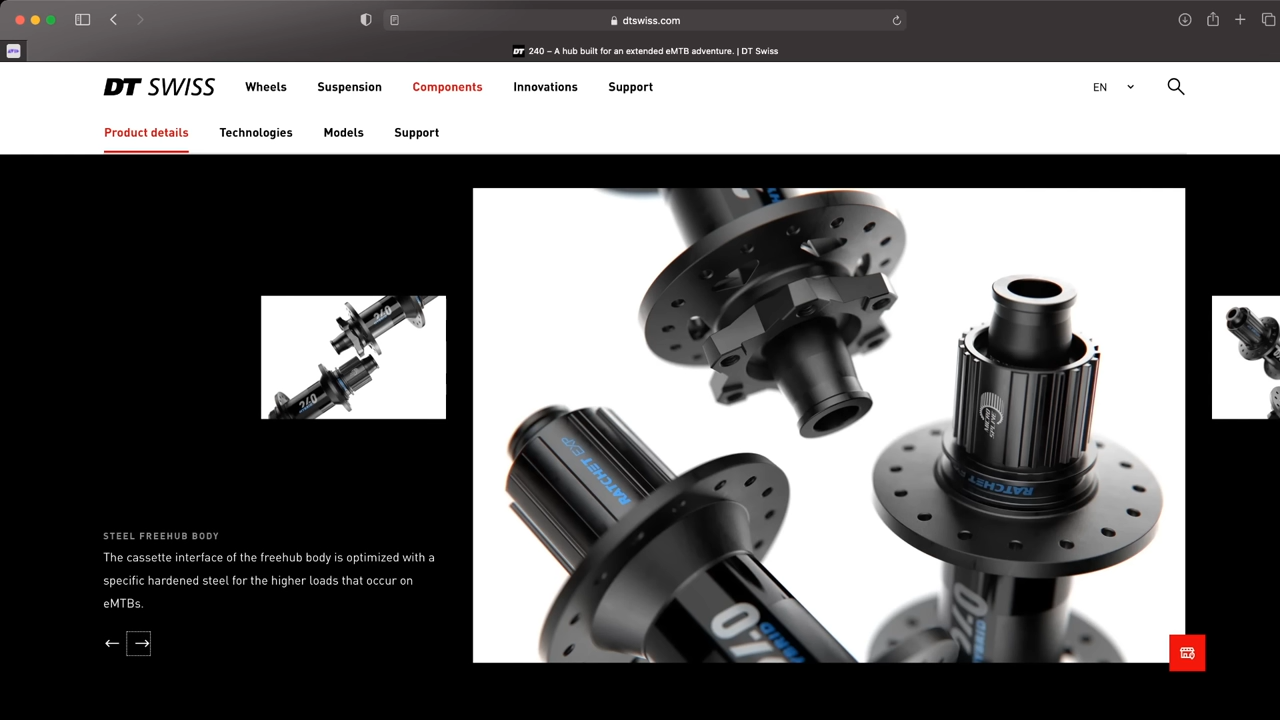 dtswiss.com
DT 240 – A hub built for an extended eMTB adventure. | DT Swiss
DT SWISS Wheels Suspension Components Innovations Support EN
Product details Technologies Models Support
240
240
RATCHET EXP
RATCHET
240
240
STEEL FREEHUB BODY
The cassette interface of the freehub body is optimized with a
specific hardened steel for the higher loads that occur on
eMTBs.